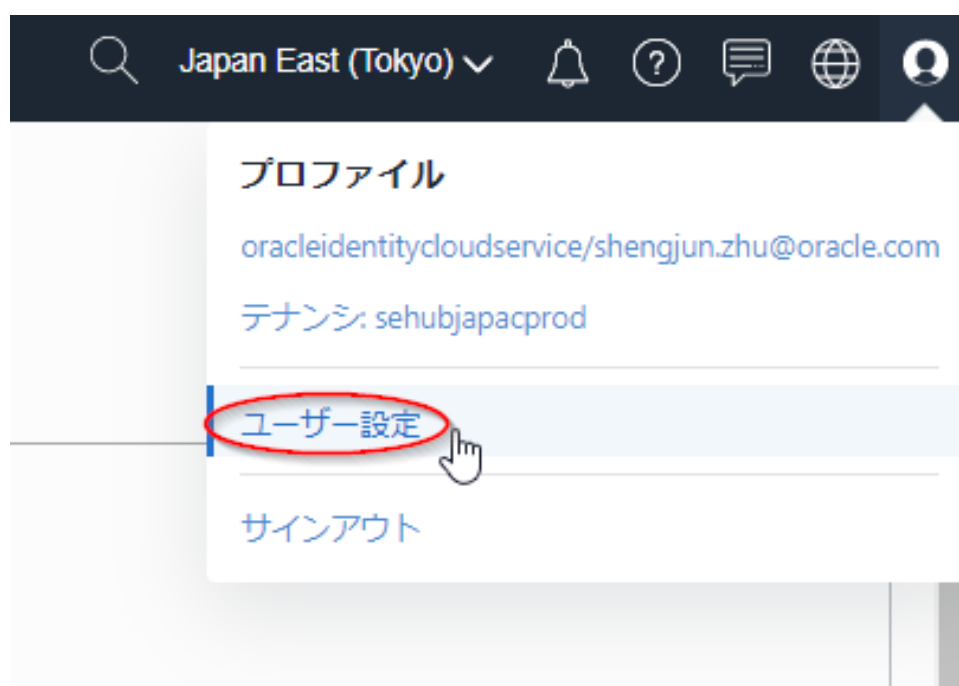 Japan East (Tokyo)
プロファイル
oracleidentitycloudservice/shengjun.zhu@oracle.com
テナンシ: sehubjapacprod
ユーザー設定
サインアウト